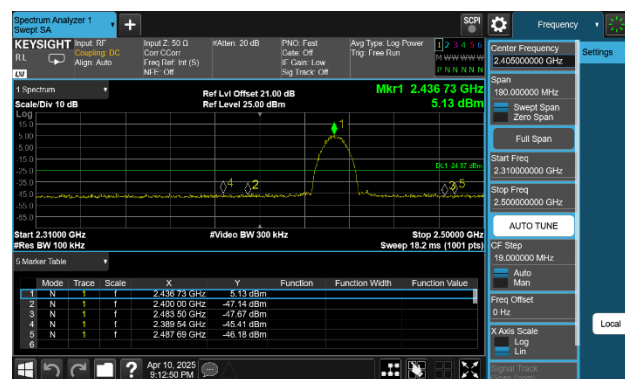 Spectrum Analyzer 1
Swept SA
+
SCPI
Frequency
KEYSIGHT
RL
LW
Input: RF
Coupling: DC
Align: Auto
Input Z: 50 Ω
Corr CCorr
Freq Ref: Int (S)
NFE: Off
#Atten: 20 dB
PNO: Fast
Gate: Off
IF Gain: Low
Sig Track: Off
Avg Type: Log Power
Trig: Free Run
1 2 3 4 5 6
M W W W W W
P N N N N N
1 Spectrum
Scale/Div 10 dB
Ref Lvl Offset 21.00 dB
Ref Level 25.00 dBm
Mkr1 2.436 73 GHz
5.13 dBm
Log
15.0
5.00
-5.00
-15.0
-25.0
-35.0
-45.0
-55.0
-65.0
1
DL1 -24.87 dBm
4
2
3
5
Start 2.31000 GHz
#Res BW 100 kHz
#Video BW 300 kHz
Stop 2.50000 GHz
Sweep 18.2 ms (1001 pts)
5 Marker Table
Mode Trace Scale X Y Function Function Width Function Value
1 N 1 f 2.436 73 GHz 5.13 dBm
2 N 1 f 2.400 00 GHz -47.14 dBm
3 N 1 f 2.483 50 GHz -47.67 dBm
4 N 1 f 2.389 54 GHz -45.41 dBm
5 N 1 f 2.487 69 GHz -46.18 dBm
6
?
Apr 10, 2025
9:12:50 PM
Center Frequency
2.405000000 GHz
Settings
Span
190.000000 MHz
Swept Span
Zero Span
Full Span
Start Freq
2.310000000 GHz
Stop Freq
2.500000000 GHz
AUTO TUNE
CF Step
19.000000 MHz
Auto
Man
Freq Offset
0 Hz
Local
X Axis Scale
Log
Lin
Signal Track
(Span Zoom)